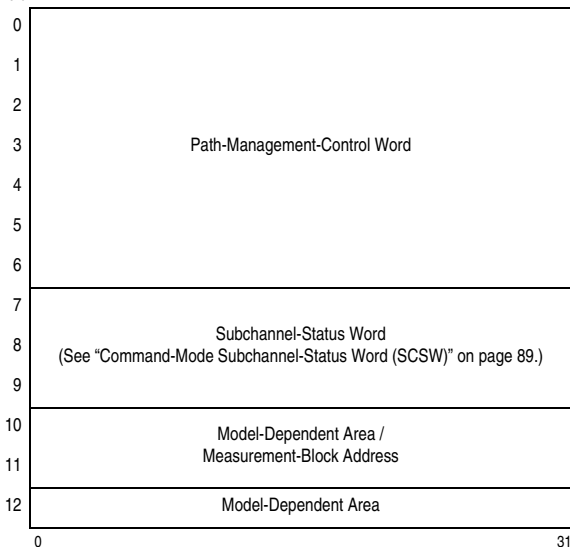 0
1
2
3 Path-Management-Control Word
4
5
6
7
8 Subchannel-Status Word
(See “Command-Mode Subchannel-Status Word (SCSW)” on page 89.)
9
10 Model-Dependent Area /
11 Measurement-Block Address
12 Model-Dependent Area
0 31